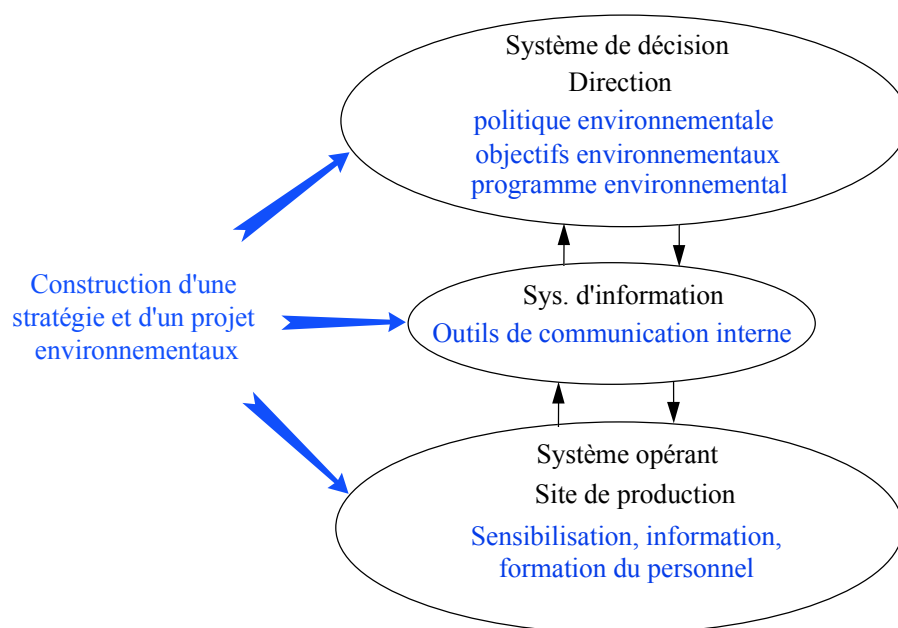 Système de décision
Direction
politique environnementale
objectifs environnementaux
programme environnemental
Construction d'une
stratégie et d'un projet
environnementaux
Sys. d'information
Outils de communication interne
Système opérant
Site de production
Sensibilisation, information,
formation du personnel